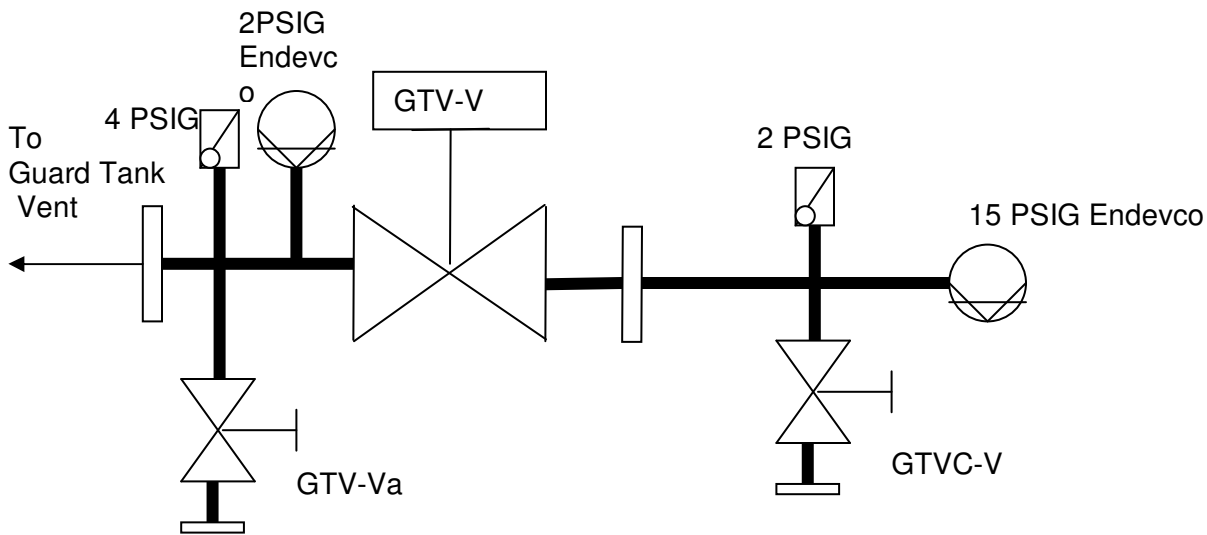 2PSIG
Endevc
o
4 PSIG
GTV-V
To
Guard Tank
Vent
2 PSIG
15 PSIG Endevco
GTV-Va
GTVC-V